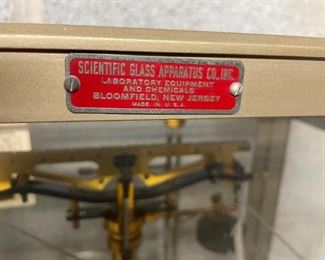 SCIENTIFIC GLASS APPARATUS CO., INC.
LABORATORY EQUIPMENT
AND CHEMICALS
BLOOMFIELD, NEW JERSEY
MADE IN U.S.A.